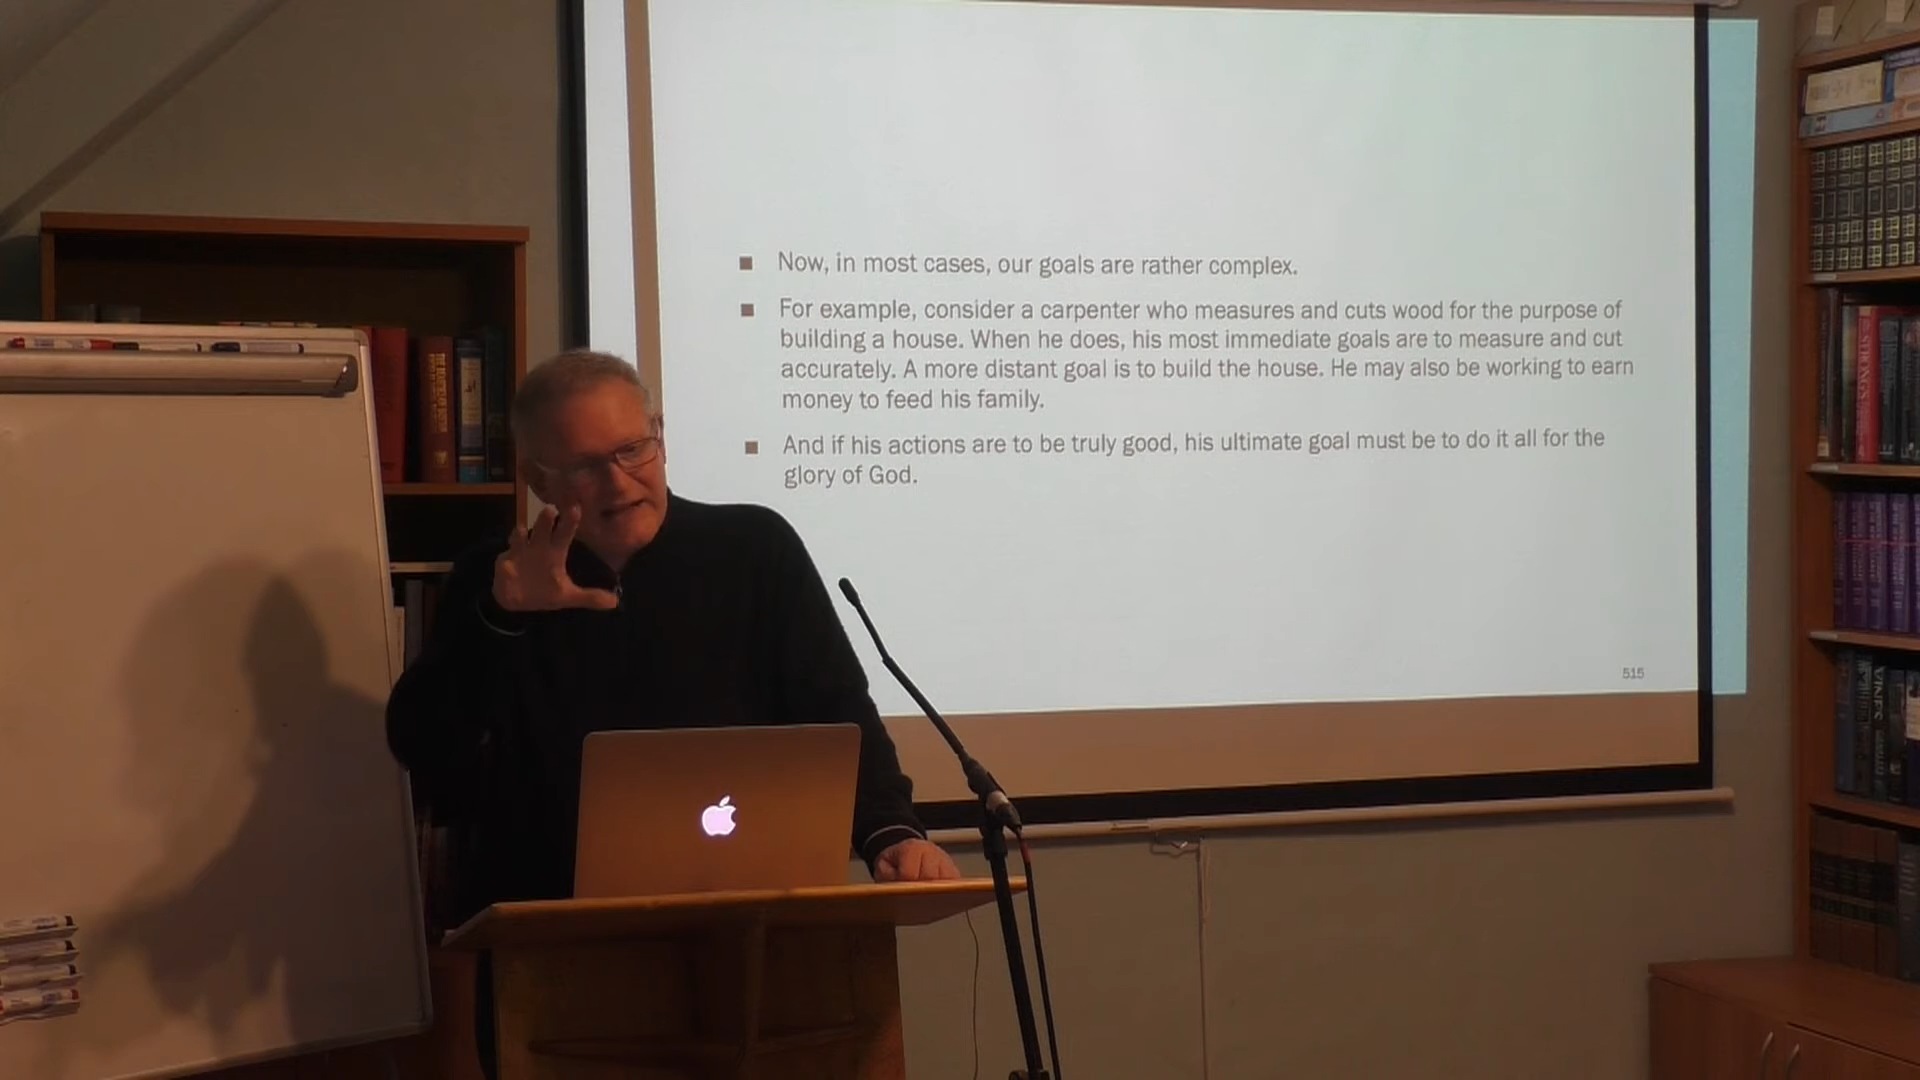 ■ Now, in most cases, our goals are rather complex.
■ For example, consider a carpenter who measures and cuts wood for the purpose of
building a house. When he does, his most immediate goals are to measure and cut
accurately. A more distant goal is to build the house. He may also be working to earn
money to feed his family.
■ And if his actions are to be truly good, his ultimate goal must be to do it all for the
glory of God.
515
STRONG'S